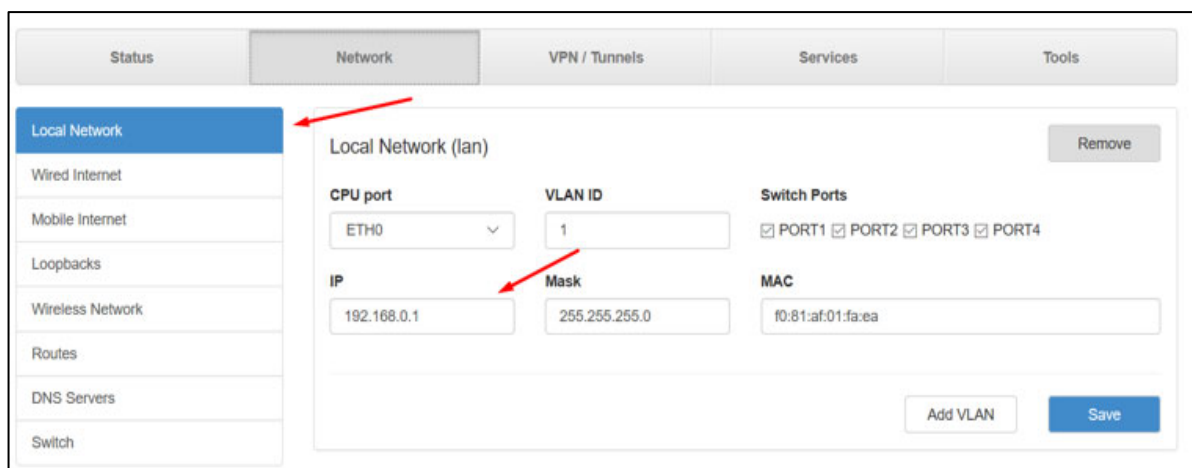 Status Network VPN / Tunnels Services Tools
Local Network
Wired Internet
Mobile Internet
Loopbacks
Wireless Network
Routes
DNS Servers
Switch
Local Network (lan) Remove
CPU port VLAN ID Switch Ports
ETH0 1 PORT1 PORT2 PORT3 PORT4
IP Mask MAC
192.168.0.1 255.255.255.0 f0:81:af:01:fa:ea
Add VLAN Save